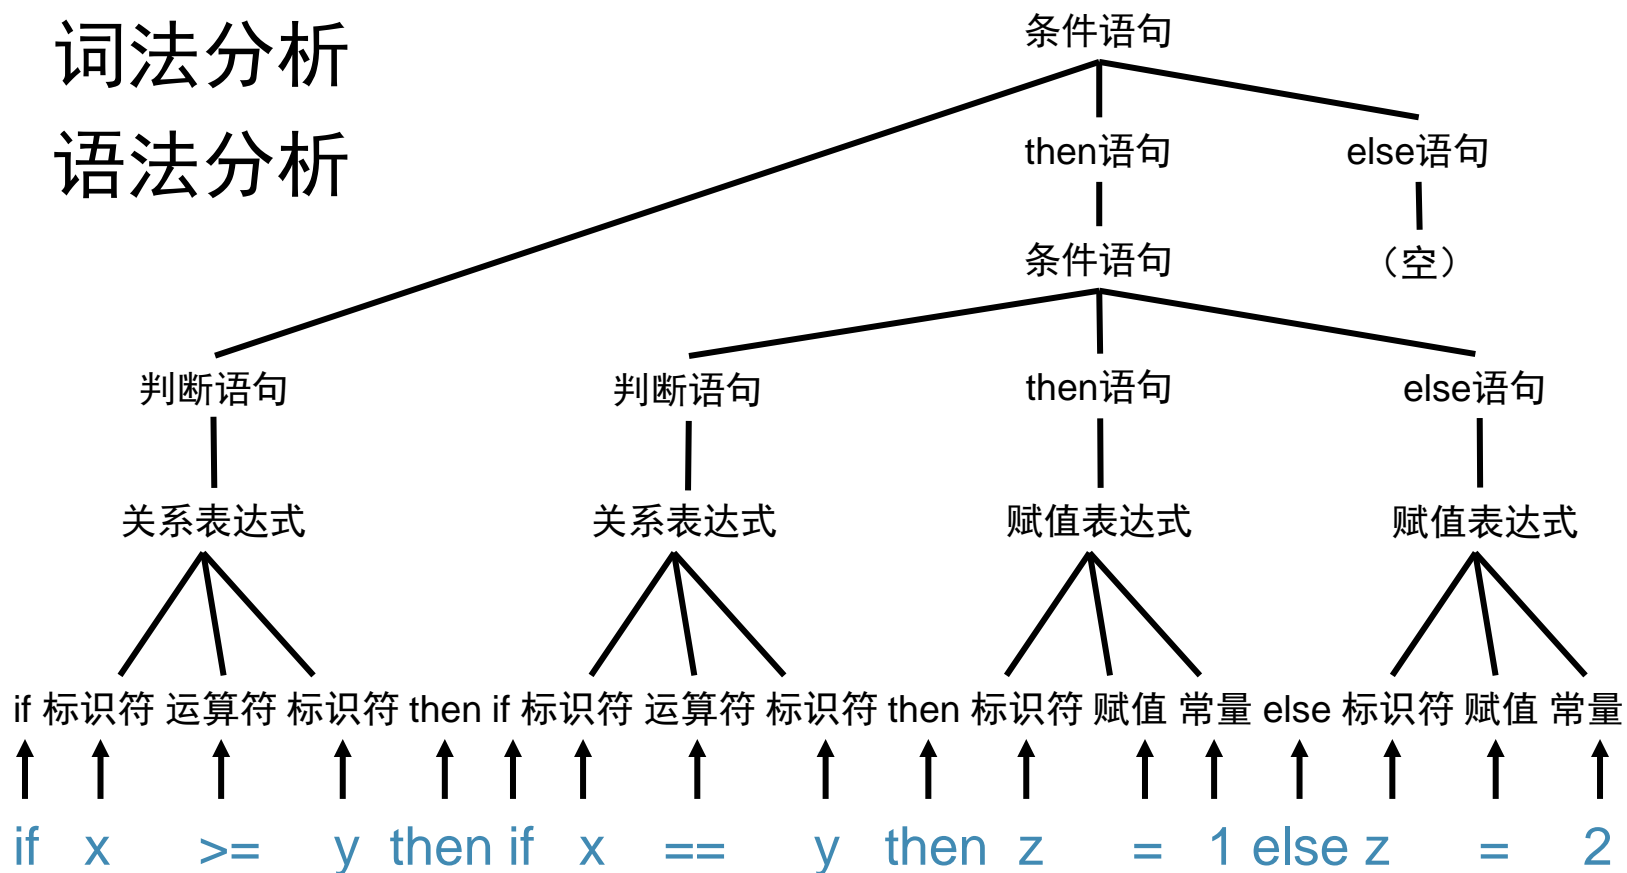 词法分析
语法分析
条件语句
then语句 else语句
条件语句 （空）
判断语句 判断语句 then语句 else语句
关系表达式 关系表达式 赋值表达式 赋值表达式
if 标识符 运算符 标识符 then if 标识符 运算符 标识符 then 标识符 赋值 常量 else 标识符 赋值 常量
if x >= y then if x == y then z = 1 else z = 2